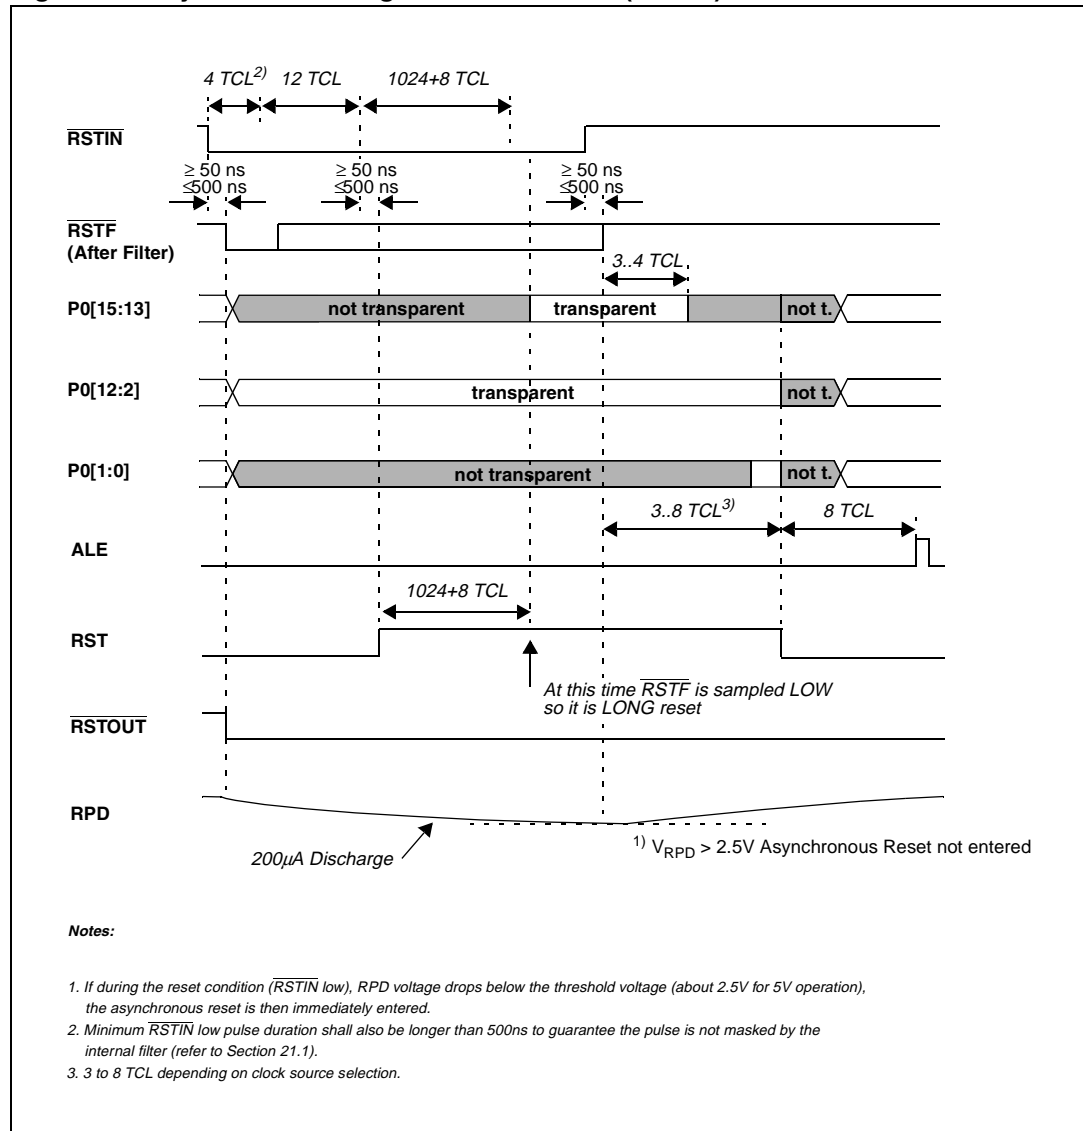 4 TCL2) 12 TCL 1024+8 TCL
RSTIN
≥ 50 ns ≥ 50 ns ≥ 50 ns
≤500 ns ≤500 ns ≤500 ns
RSTF
(After Filter)
3..4 TCL
P0[15:13] not transparent transparent not t.
P0[12:2] transparent not t.
P0[1:0] not transparent not t.
3..8 TCL3) 8 TCL
ALE
1024+8 TCL
RST
At this time RSTF is sampled LOW
so it is LONG reset
RSTOUT
RPD
200μA Discharge
1) VRPD > 2.5V Asynchronous Reset not entered
Notes:
1. If during the reset condition (RSTIN low), RPD voltage drops below the threshold voltage (about 2.5V for 5V operation),
the asynchronous reset is then immediately entered.
2. Minimum RSTIN low pulse duration shall also be longer than 500ns to guarantee the pulse is not masked by the
internal filter (refer to Section 21.1).
3. 3 to 8 TCL depending on clock source selection.